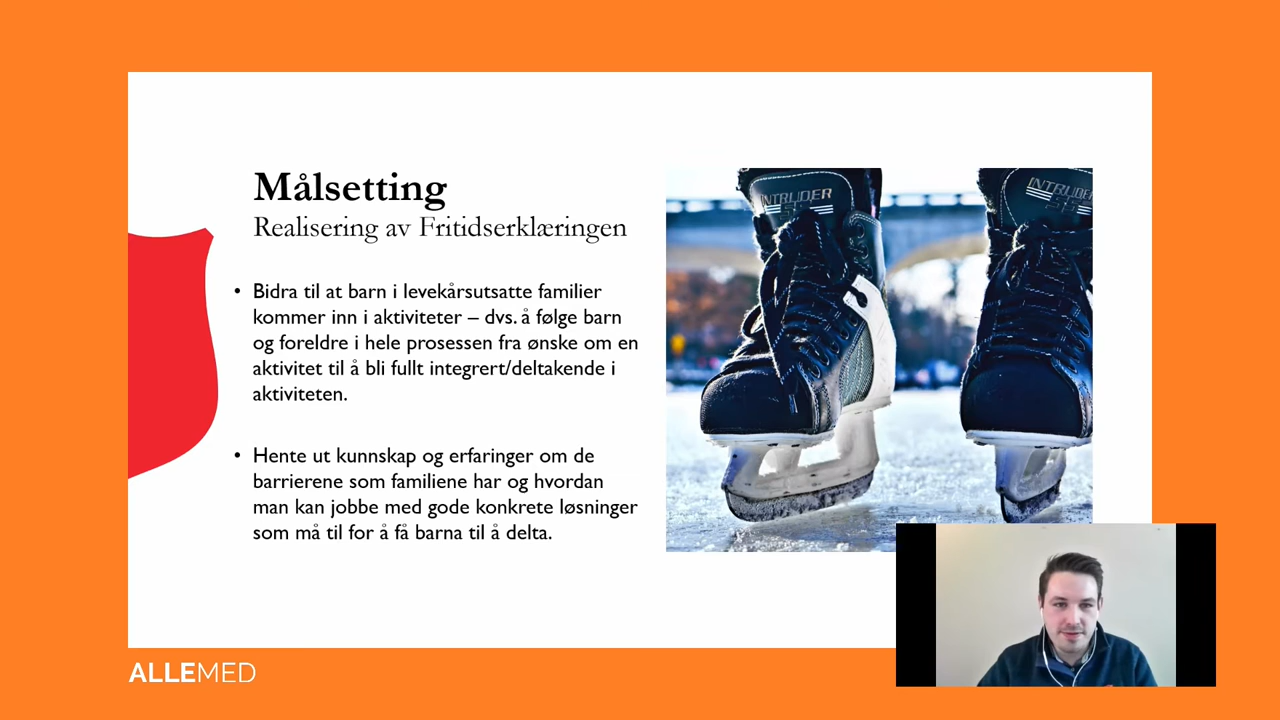 Målsetting
Realisering av Fritidserklæringen
• Bidra til at barn i levekårsutsatte familier
kommer inn i aktiviteter – dvs. å følge barn
og foreldre i hele prosessen fra ønske om en
aktivitet til å bli fullt integrert/deltakende i
aktiviteten.
• Hente ut kunnskap og erfaringer om de
barrierene som familiene har og hvordan
man kan jobbe med gode konkrete løsninger
som må til for å få barna til å delta.
INTRUDER
INTRUDER
ALLEMED